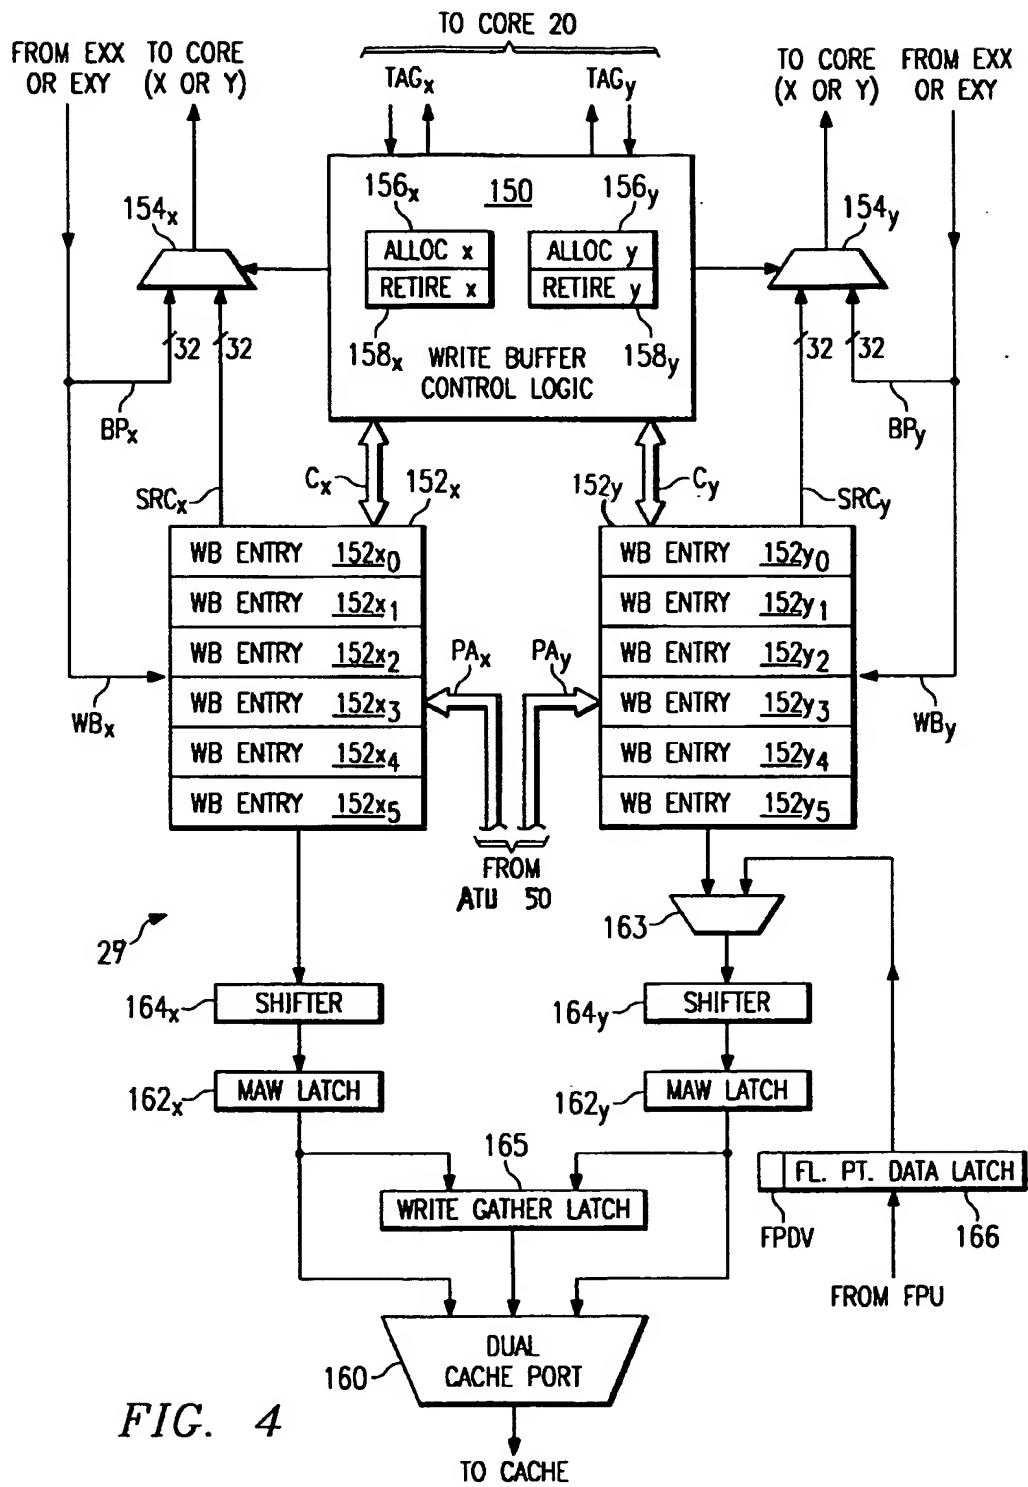 TO CORE 20
FROM EXX OR EXY
TO CORE (X OR Y)
TAGx
TAGy
TO CORE (X OR Y)
FROM EXX OR EXY
154x
156x
150
156y
154y
ALLOC x
ALLOC y
RETIRE x
RETIRE y
32
32
158x
158y
32
32
WRITE BUFFER
CONTROL LOGIC
BPx
BPy
SRCx
Cx
152x
152y
Cy
SRCy
WB ENTRY 152x0
WB ENTRY 152y0
WB ENTRY 152x1
WB ENTRY 152y1
WB ENTRY 152x2
WB ENTRY 152y2
PAx
PAy
WB ENTRY 152x3
WB ENTRY 152y3
WBx
WBy
WB ENTRY 152x4
WB ENTRY 152y4
WB ENTRY 152x5
WB ENTRY 152y5
FROM
ATU 50
163
29
164x
SHIFTER
164y
SHIFTER
162x
MAW LATCH
162y
MAW LATCH
165
WRITE GATHER LATCH
FL. PT. DATA LATCH
FPDV
166
FROM FPU
DUAL
CACHE PORT
160
FIG. 4
TO CACHE